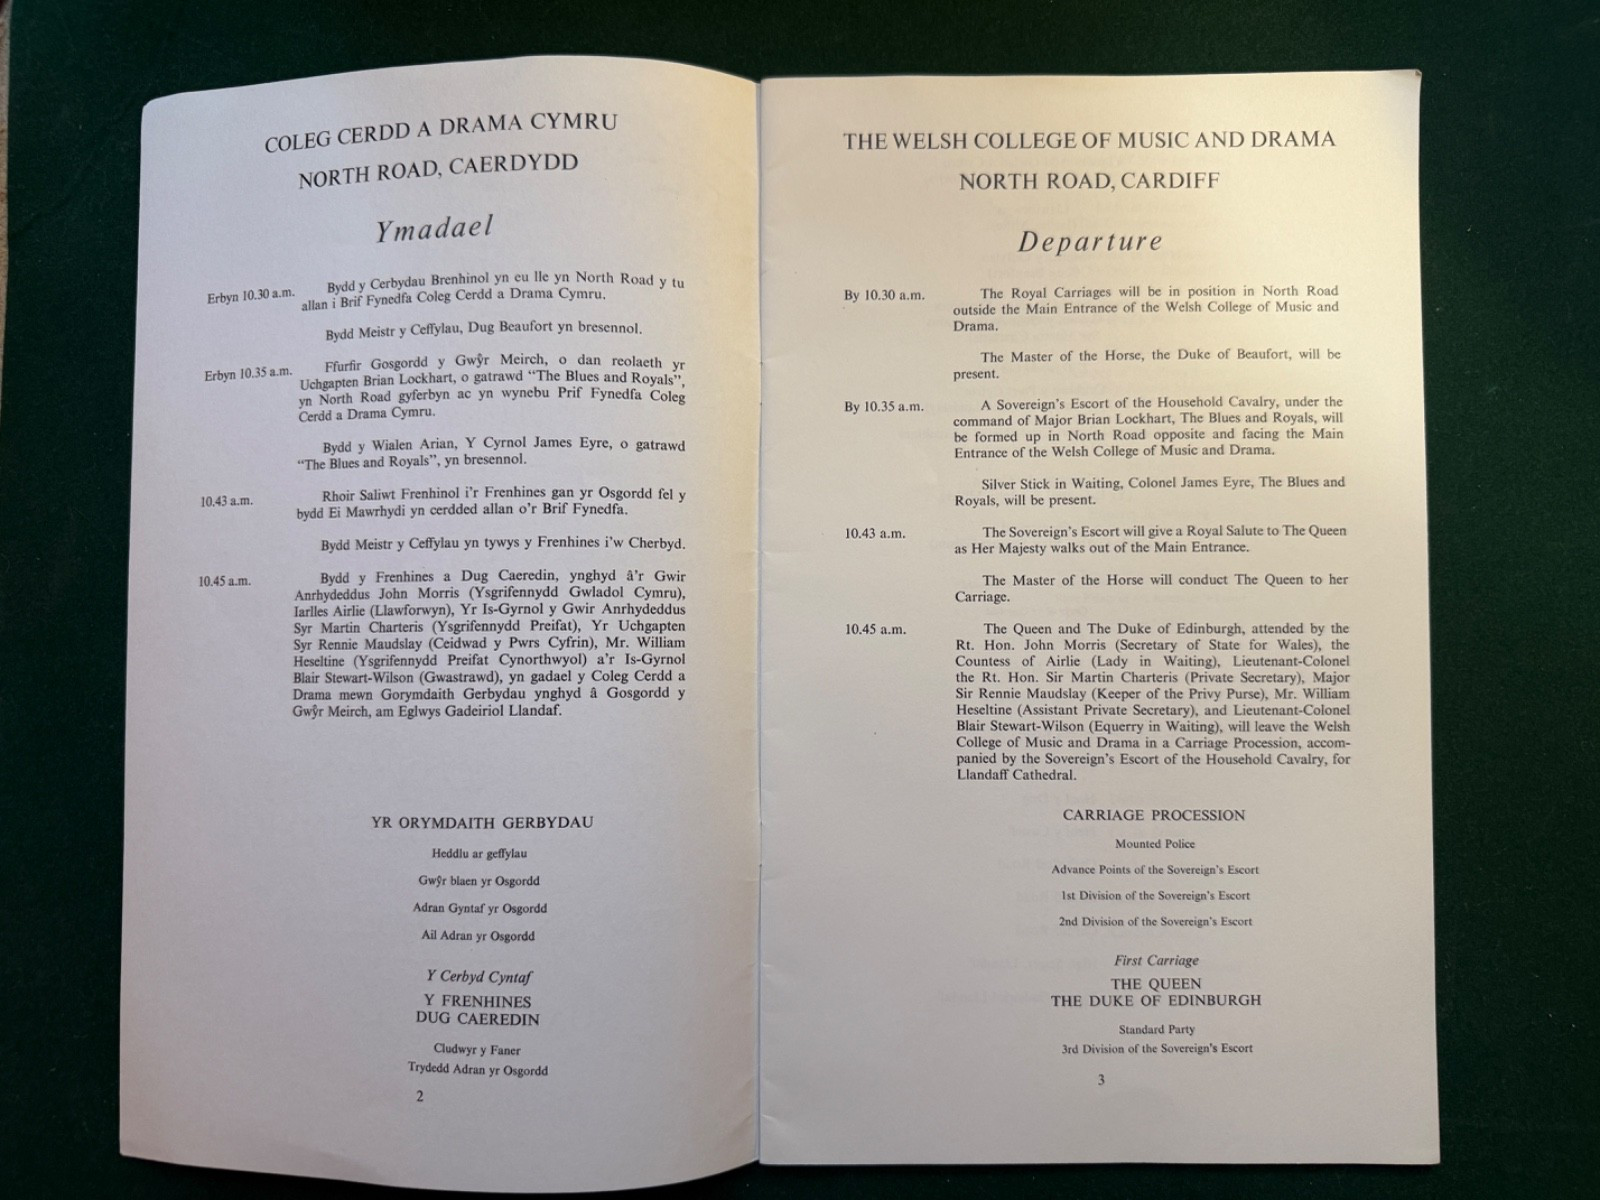 COLEG CERDD A DRAMA CYMRU
NORTH ROAD, CAERDYDD
Ymadael
Erbyn 10.30 a.m. Bydd y Cerbydau Brenhinol yn eu lle yn North Road y tu
allan i Brif Fynedfa Coleg Cerdd a Drama Cymru.
Bydd Meistr y Ceffylau, Dug Beaufort yn bresennol.
Erbyn 10.35 a.m. Ffurfir Gosgordd y Gwŷr Meirch, o dan reolaeth yr
Uchgapten Brian Lockhart, o gatrawd “The Blues and Royals”,
yn North Road gyferbyn ac yn wynebu Prif Fynedfa Coleg
Cerdd a Drama Cymru.
Bydd y Wialen Arian, Y Cyrnol James Eyre, o gatrawd
“The Blues and Royals”, yn bresennol.
10.43 a.m. Rhoir Saliwt Frenhinol i’r Frenhines gan yr Osgordd fel y
bydd Ei Mawrhydi yn cerdded allan o’r Brif Fynedfa.
Bydd Meistr y Ceffylau yn tywys y Frenhines i’w Cherbyd.
10.45 a.m. Bydd y Frenhines a Dug Caeredin, ynghyd â’r Gwir
Anrhydeddus John Morris (Ysgrifennydd Gwladol Cymru),
Iarlles Airlie (Llawforwyn), Yr Is-Gyrnol y Gwir Anrhydeddus
Syr Martin Charteris (Ysgrifennydd Preifat), Yr Uchgapten
Syr Rennie Maudslay (Ceidwad y Pwrs Cyfrin), Mr. William
Heseltine (Ysgrifennydd Preifat Cynorthwyol) a’r Is-Gyrnol
Blair Stewart-Wilson (Gwastrawd), yn gadael y Coleg Cerdd a
Drama mewn Gorymdaith Gerbydau ynghyd â Gosgordd y
Gwŷr Meirch, am Eglwys Gadeiriol Llandaf.
YR ORYMDAITH GERBYDAU
Heddlu ar geffylau
Gwŷr blaen yr Osgordd
Adran Gyntaf yr Osgordd
Ail Adran yr Osgordd
Y Cerbyd Cyntaf
Y FRENHINES
DUG CAEREDIN
Cludwyr y Faner
Trydedd Adran yr Osgordd
2
THE WELSH COLLEGE OF MUSIC AND DRAMA
NORTH ROAD, CARDIFF
Departure
By 10.30 a.m. The Royal Carriages will be in position in North Road
outside the Main Entrance of the Welsh College of Music and
Drama.
The Master of the Horse, the Duke of Beaufort, will be
present.
By 10.35 a.m. A Sovereign’s Escort of the Household Cavalry, under the
command of Major Brian Lockhart, The Blues and Royals, will
be formed up in North Road opposite and facing the Main
Entrance of the Welsh College of Music and Drama.
Silver Stick in Waiting, Colonel James Eyre, The Blues and
Royals, will be present.
10.43 a.m. The Sovereign’s Escort will give a Royal Salute to The Queen
as Her Majesty walks out of the Main Entrance.
The Master of the Horse will conduct The Queen to her
Carriage.
10.45 a.m. The Queen and The Duke of Edinburgh, attended by the
Rt. Hon. John Morris (Secretary of State for Wales), the
Countess of Airlie (Lady in Waiting), Lieutenant-Colonel
the Rt. Hon. Sir Martin Charteris (Private Secretary), Major
Sir Rennie Maudslay (Keeper of the Privy Purse), Mr. William
Heseltine (Assistant Private Secretary), and Lieutenant-Colonel
Blair Stewart-Wilson (Equerry in Waiting), will leave the Welsh
College of Music and Drama in a Carriage Procession, accom-
panied by the Sovereign’s Escort of the Household Cavalry, for
Llandaff Cathedral.
CARRIAGE PROCESSION
Mounted Police
Advance Points of the Sovereign’s Escort
1st Division of the Sovereign’s Escort
2nd Division of the Sovereign’s Escort
First Carriage
THE QUEEN
THE DUKE OF EDINBURGH
Standard Party
3rd Division of the Sovereign’s Escort
3